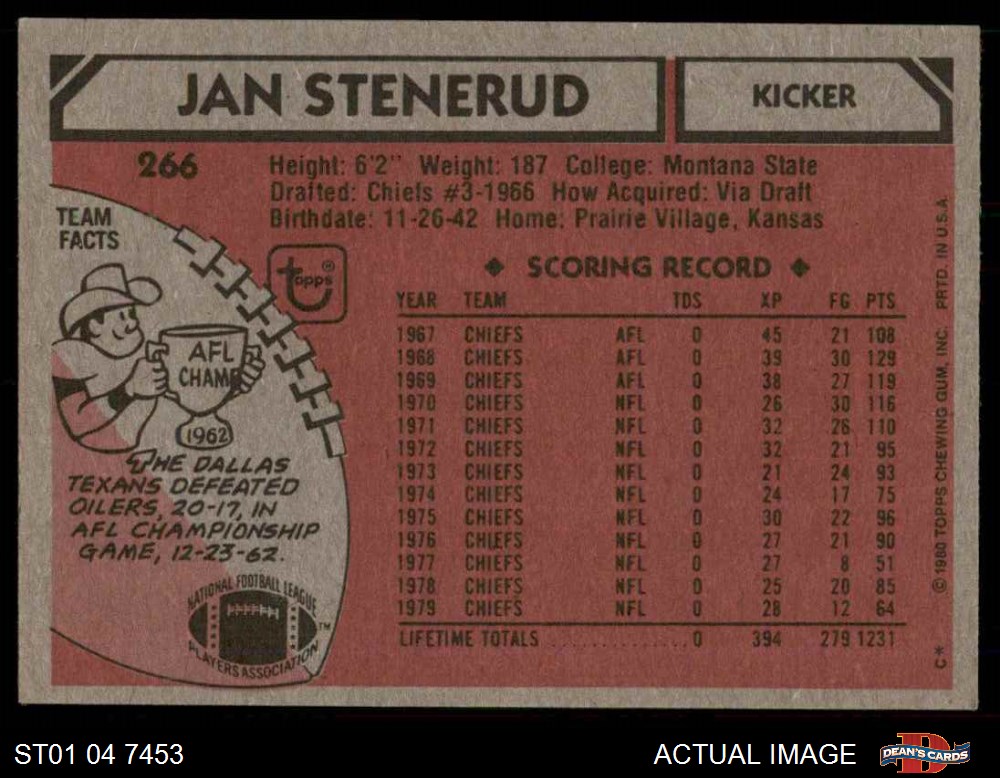 JAN STENERUD
KICKER
266
Height: 6'2" Weight: 187 College: Montana State
Drafted: Chiefs #3-1966 How Acquired: Via Draft
Birthdate: 11-26-42 Home: Prairie Village, Kansas
TEAM
FACTS
topps®
◆ SCORING RECORD ◆
YEAR TEAM TDS XP FG PTS
1967 CHIEFS AFL 0 45 21 108
1968 CHIEFS AFL 0 39 30 129
1969 CHIEFS AFL 0 38 27 119
1970 CHIEFS NFL 0 26 30 116
1971 CHIEFS NFL 0 32 26 110
1972 CHIEFS NFL 0 32 21 95
1973 CHIEFS NFL 0 21 24 93
1974 CHIEFS NFL 0 24 17 75
1975 CHIEFS NFL 0 30 22 96
1976 CHIEFS NFL 0 27 21 90
1977 CHIEFS NFL 0 27 8 51
1978 CHIEFS NFL 0 25 20 85
1979 CHIEFS NFL 0 28 12 64
LIFETIME TOTALS ............... 0 394 279 1231
AFL
CHAMP
1962
THE DALLAS
TEXANS DEFEATED
OILERS, 20-17, IN
AFL CHAMPIONSHIP
GAME, 12-23-62.
NATIONAL FOOTBALL LEAGUE
PLAYERS ASSOCIATION
TM
© 1980 TOPPS CHEWING GUM, INC. PRTD. IN U.S.A.
C*
ST01 04 7453
ACTUAL IMAGE
D
DEAN'S CARDS